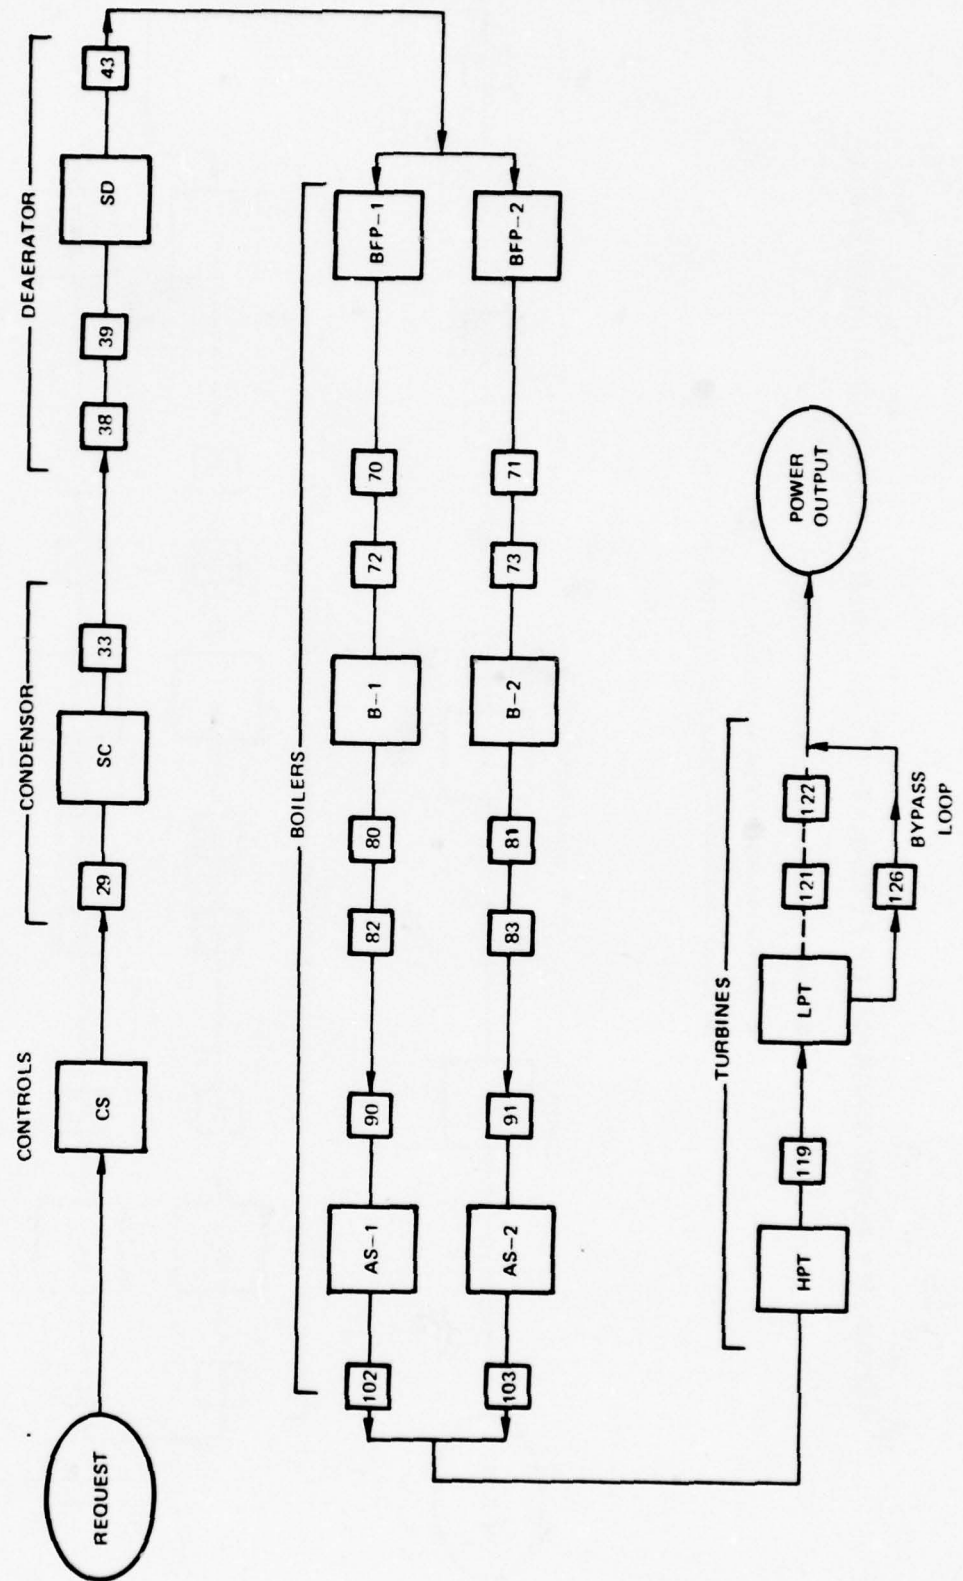 CONTROLS
CONDENSOR
DEAERATOR
REQUEST
CS
29
SC
33
38
39
SD
43
BOILERS
102
AS-1
90
82
80
B-1
72
70
BFP-1
103
AS-2
91
83
81
B-2
73
71
BFP-2
TURBINES
HPT
119
LPT
121
122
126
BYPASS
LOOP
POWER
OUTPUT